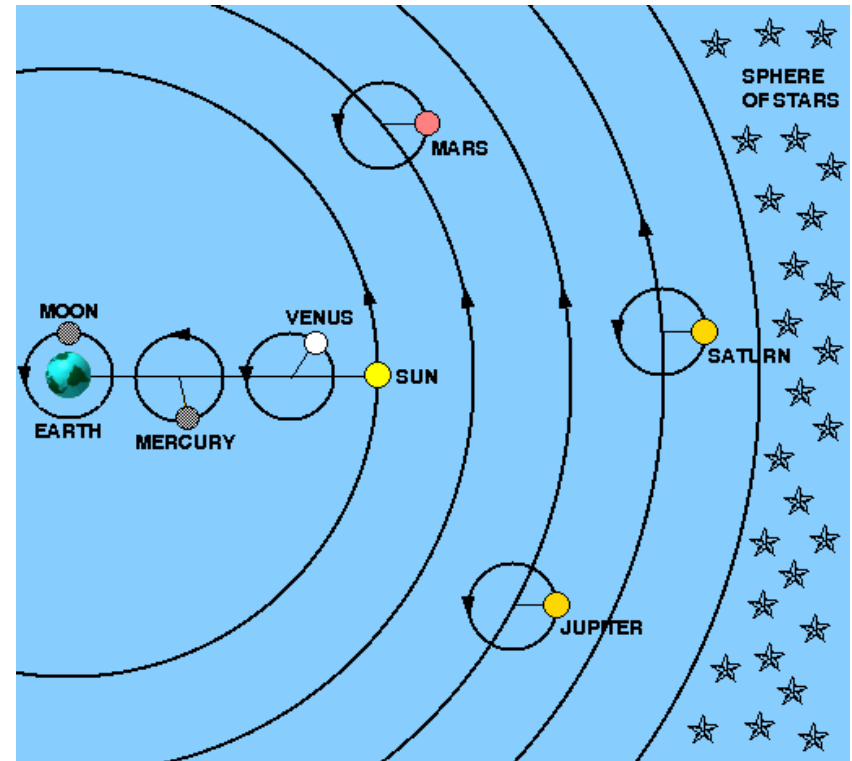 SPHERE
OF STARS
MARS
MOON
VENUS
SATURN
SUN
EARTH
MERCURY
JUPITER